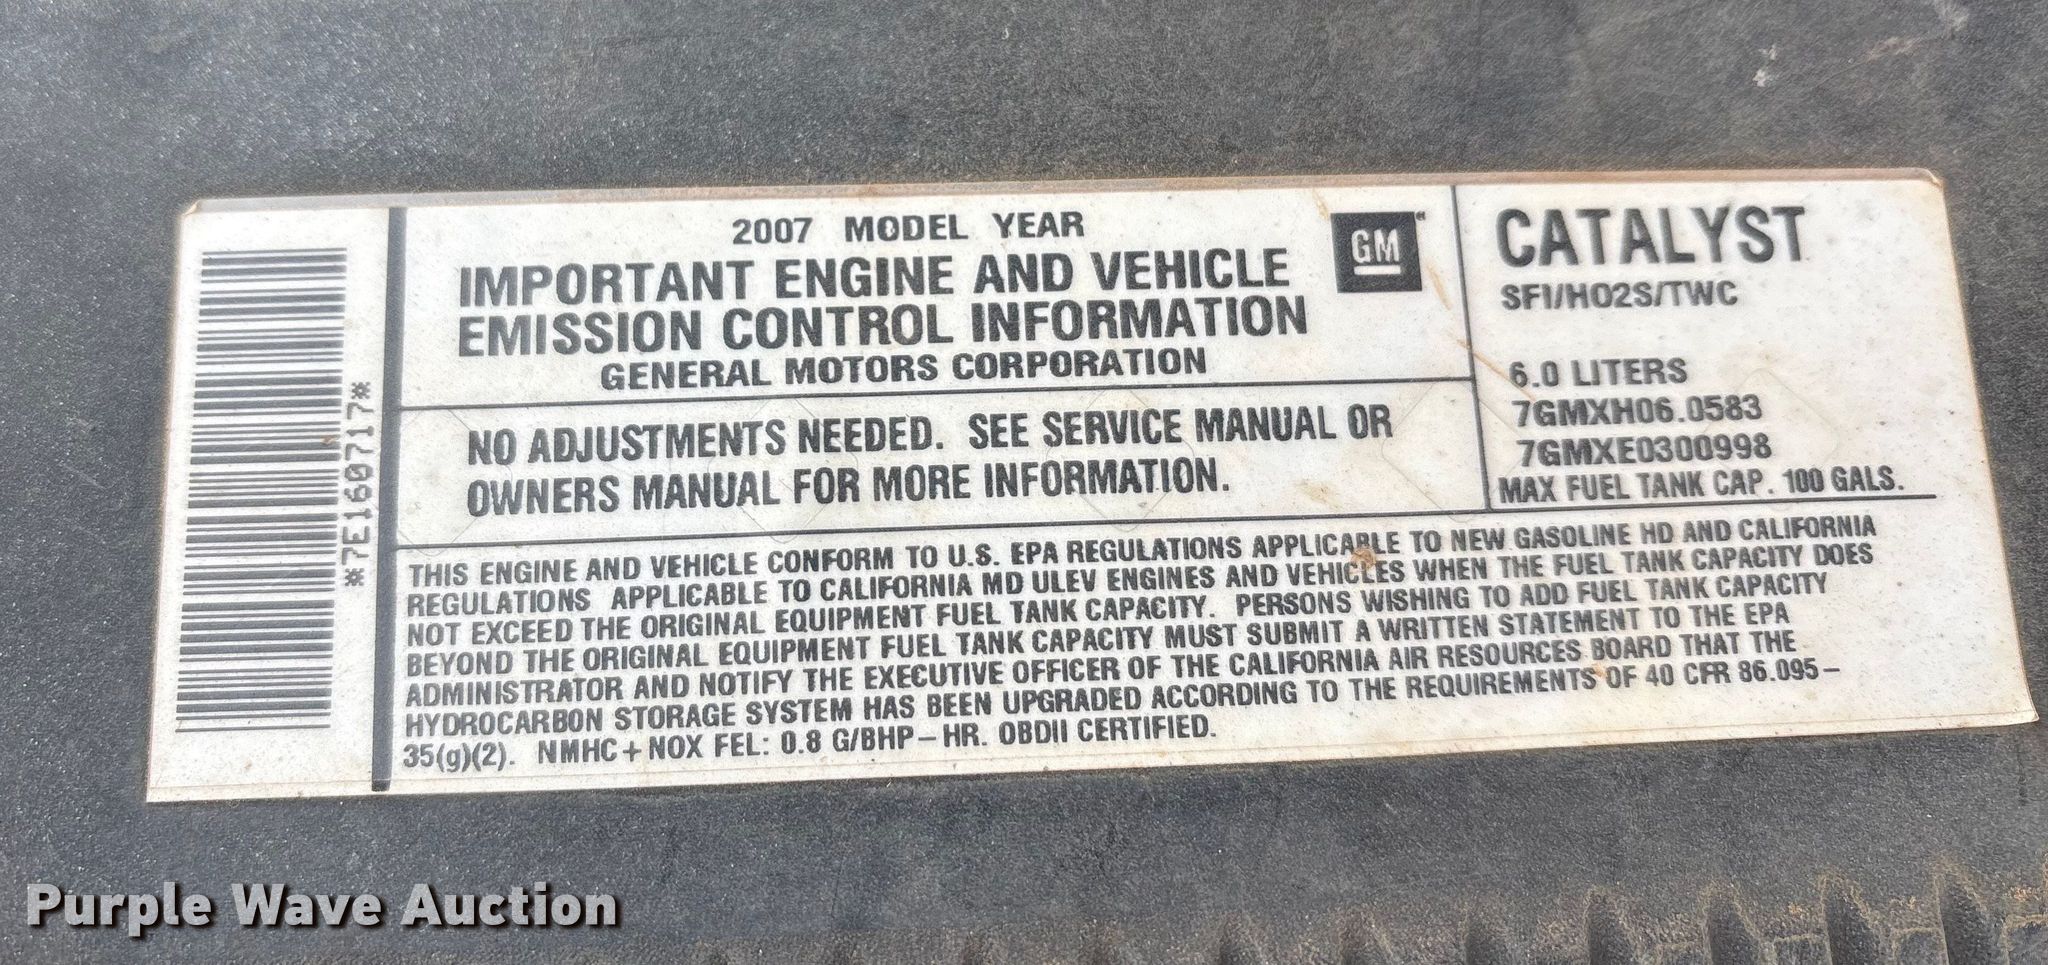 *7E160717*
2007 MODEL YEAR
IMPORTANT ENGINE AND VEHICLE
EMISSION CONTROL INFORMATION
GENERAL MOTORS CORPORATION
GM
NO ADJUSTMENTS NEEDED. SEE SERVICE MANUAL OR
OWNERS MANUAL FOR MORE INFORMATION.
CATALYST
SFI/HO2S/TWC
6.0 LITERS
7GMXH06.0583
7GMXE0300998
MAX FUEL TANK CAP. 100 GALS.
THIS ENGINE AND VEHICLE CONFORM TO U.S. EPA REGULATIONS APPLICABLE TO NEW GASOLINE HD AND CALIFORNIA
REGULATIONS APPLICABLE TO CALIFORNIA MD ULEV ENGINES AND VEHICLES WHEN THE FUEL TANK CAPACITY DOES
NOT EXCEED THE ORIGINAL EQUIPMENT FUEL TANK CAPACITY. PERSONS WISHING TO ADD FUEL TANK CAPACITY
BEYOND THE ORIGINAL EQUIPMENT FUEL TANK CAPACITY MUST SUBMIT A WRITTEN STATEMENT TO THE EPA
ADMINISTRATOR AND NOTIFY THE EXECUTIVE OFFICER OF THE CALIFORNIA AIR RESOURCES BOARD THAT THE
HYDROCARBON STORAGE SYSTEM HAS BEEN UPGRADED ACCORDING TO THE REQUIREMENTS OF 40 CFR 86.095-
35(g)(2). NMHC+NOX FEL: 0.8 G/BHP-HR. OBDII CERTIFIED.
Purple Wave Auction